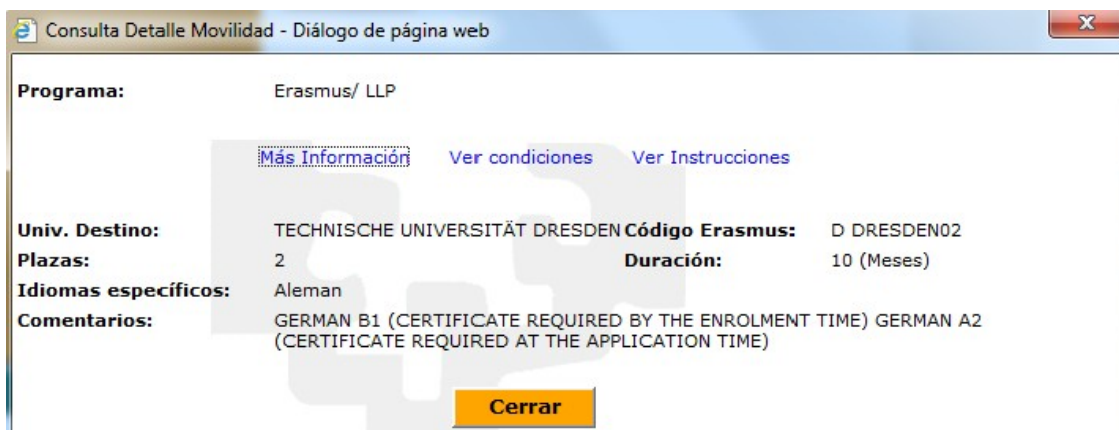 Consulta Detalle Movilidad - Diálogo de página web
Programa: Erasmus/ LLP
Más Información Ver condiciones Ver Instrucciones
Univ. Destino: TECHNISCHE UNIVERSITÄT DRESDEN Código Erasmus: D DRESDEN02
Plazas: 2 Duración: 10 (Meses)
Idiomas específicos: Aleman
Comentarios: GERMAN B1 (CERTIFICATE REQUIRED BY THE ENROLMENT TIME) GERMAN A2
(CERTIFICATE REQUIRED AT THE APPLICATION TIME)
Cerrar